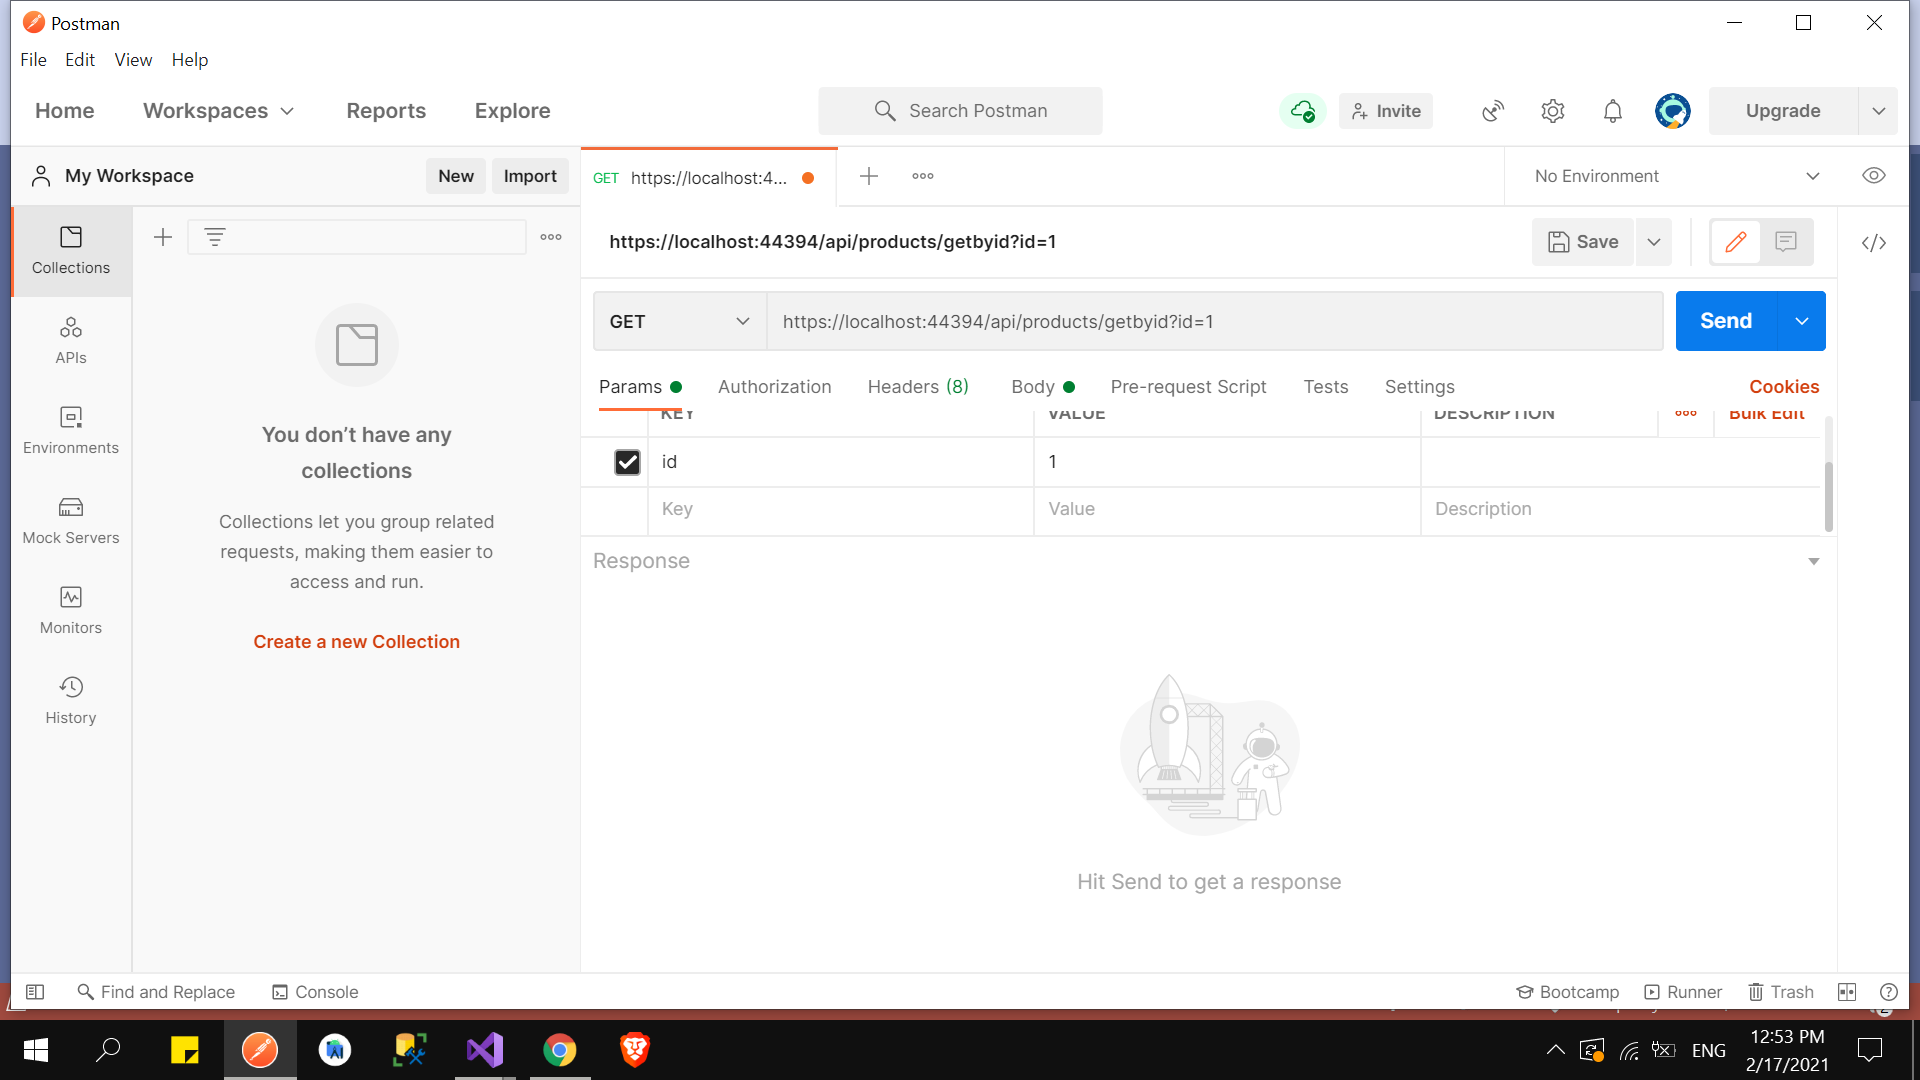 Postman
File Edit View Help
Home Workspaces Reports Explore Search Postman Invite Upgrade
My Workspace New Import GET https://localhost:4... No Environment
https://localhost:44394/api/products/getbyid?id=1 Save
GET https://localhost:44394/api/products/getbyid?id=1 Send
Params Authorization Headers (8) Body Pre-request Script Tests Settings Cookies
KEY VALUE DESCRIPTION Bulk Edit
id 1
Key Value Description
Response
Hit Send to get a response
Collections
APIs
Environments
Mock Servers
Monitors
History
You don’t have any
collections
Collections let you group related
requests, making them easier to
access and run.
Create a new Collection
Find and Replace Console Bootcamp Runner Trash
ENG
12:53 PM
2/17/2021